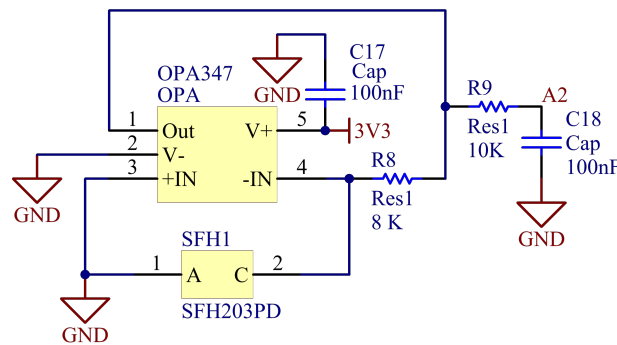 C17
Cap
100nF
GND
OPA347
OPA
1
Out
V+
5
3V3
2
V-
3
+IN
-IN
4
R8
Res1
8 K
R9
Res1
10K
A2
C18
Cap
100nF
GND
GND
SFH1
1
A
C
2
SFH203PD
GND